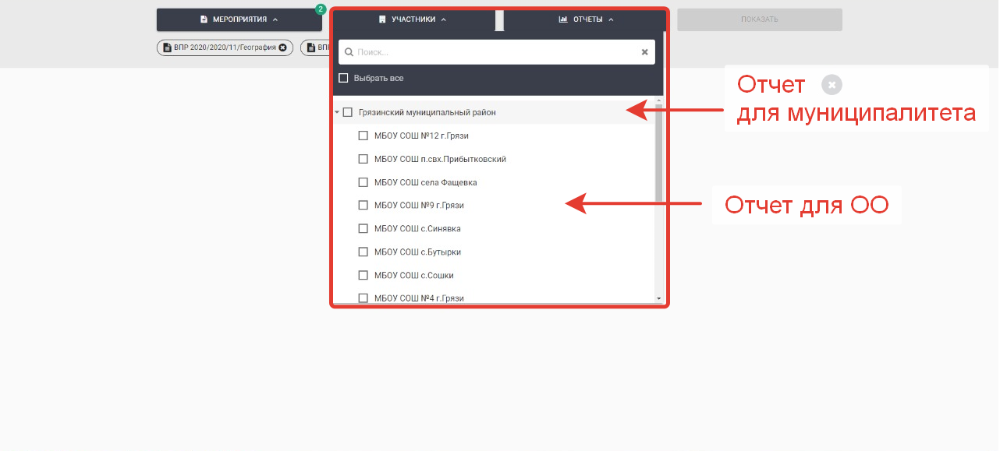 МЕРОПРИЯТИЯ
2
УЧАСТНИКИ
ОТЧЕТЫ
ПОКАЗАТЬ
ВПР 2020/2020/11/География
ВПР
Поиск...
Выбрать все
Грязинский муниципальный район
МБОУ СОШ №12 г.Грязи
МБОУ СОШ п.свх.Прибытковский
МБОУ СОШ села Фащевка
МБОУ СОШ №9 г.Грязи
МБОУ СОШ с.Синявка
МБОУ СОШ с.Бутырки
МБОУ СОШ с.Сошки
МБОУ СОШ №4 г.Грязи
Отчет
для муниципалитета
Отчет для ОО